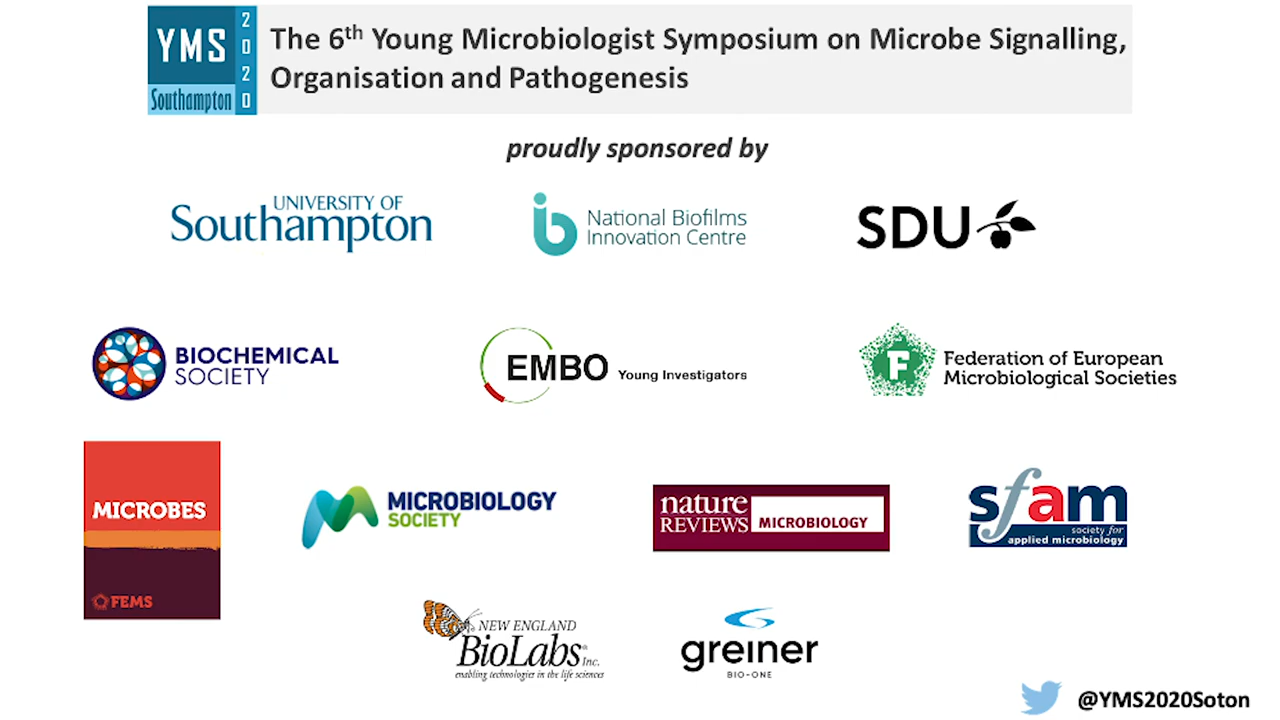 YMS
2020
Southampton
The 6th Young Microbiologist Symposium on Microbe Signalling,
Organisation and Pathogenesis
proudly sponsored by
UNIVERSITY OF
Southampton
National Biofilms
Innovation Centre
SDU
BIOCHEMICAL
SOCIETY
EMBO Young Investigators
F
Federation of European
Microbiological Societies
MICROBES
FEMS
MICROBIOLOGY
SOCIETY
nature
REVIEWS MICROBIOLOGY
sfam
society for
applied microbiology
NEW ENGLAND
BioLabs® Inc.
enabling technologies in the life sciences
greiner
BIO-ONE
@YMS2020Soton